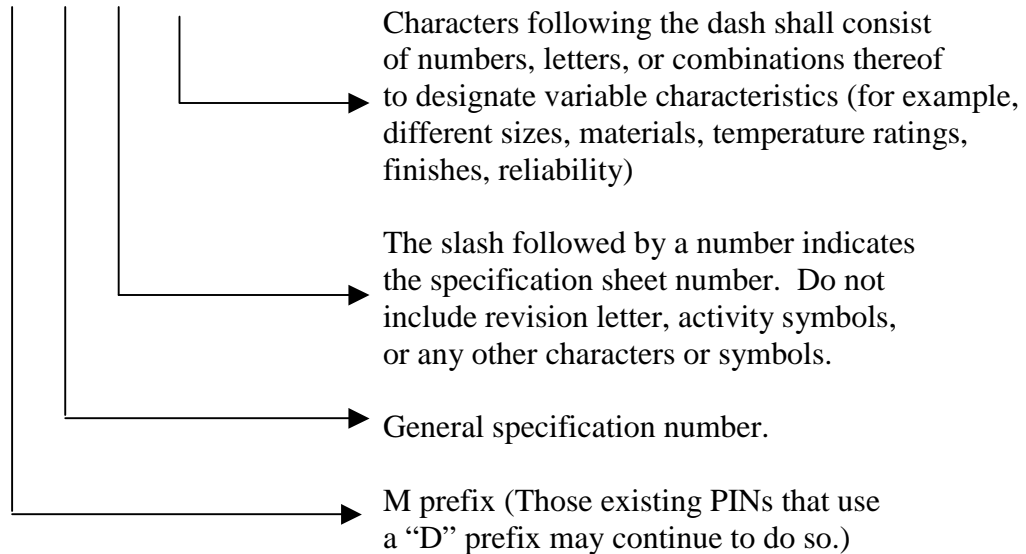 Characters following the dash shall consist
of numbers, letters, or combinations thereof
to designate variable characteristics (for example,
different sizes, materials, temperature ratings,
finishes, reliability)
The slash followed by a number indicates
the specification sheet number.  Do not
include revision letter, activity symbols,
or any other characters or symbols.
General specification number.
M prefix (Those existing PINs that use
a “D” prefix may continue to do so.)